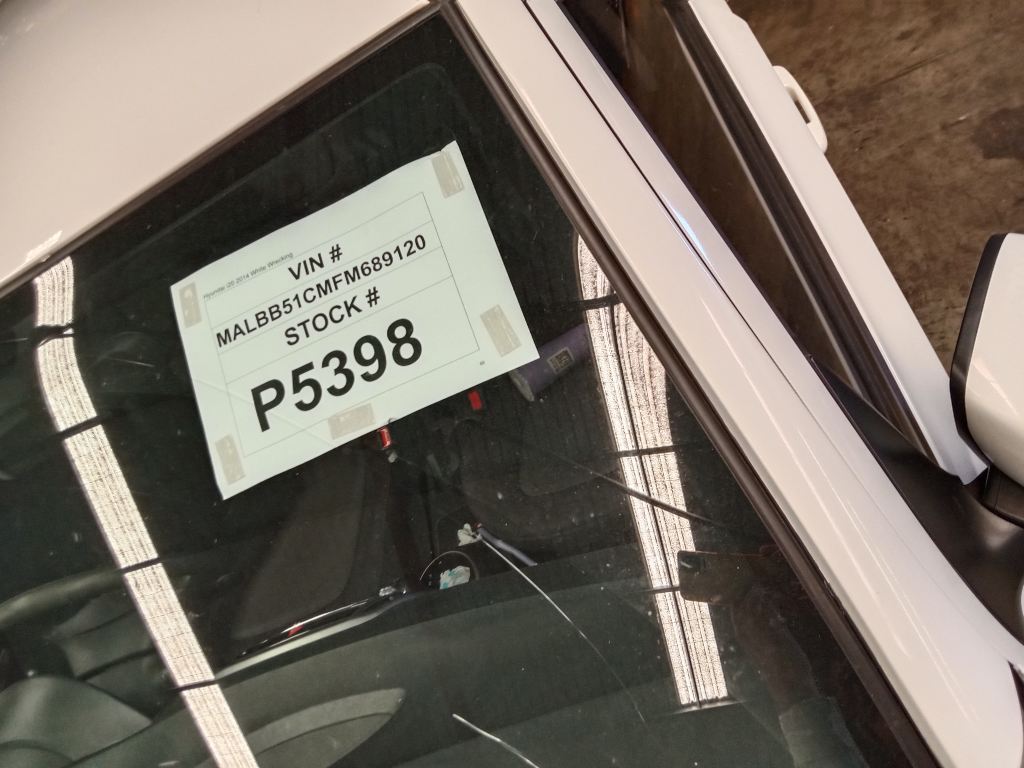 Hyundai i20 2014 White Wrecking
VIN #
MALBB51CMFM689120
STOCK #
P5398